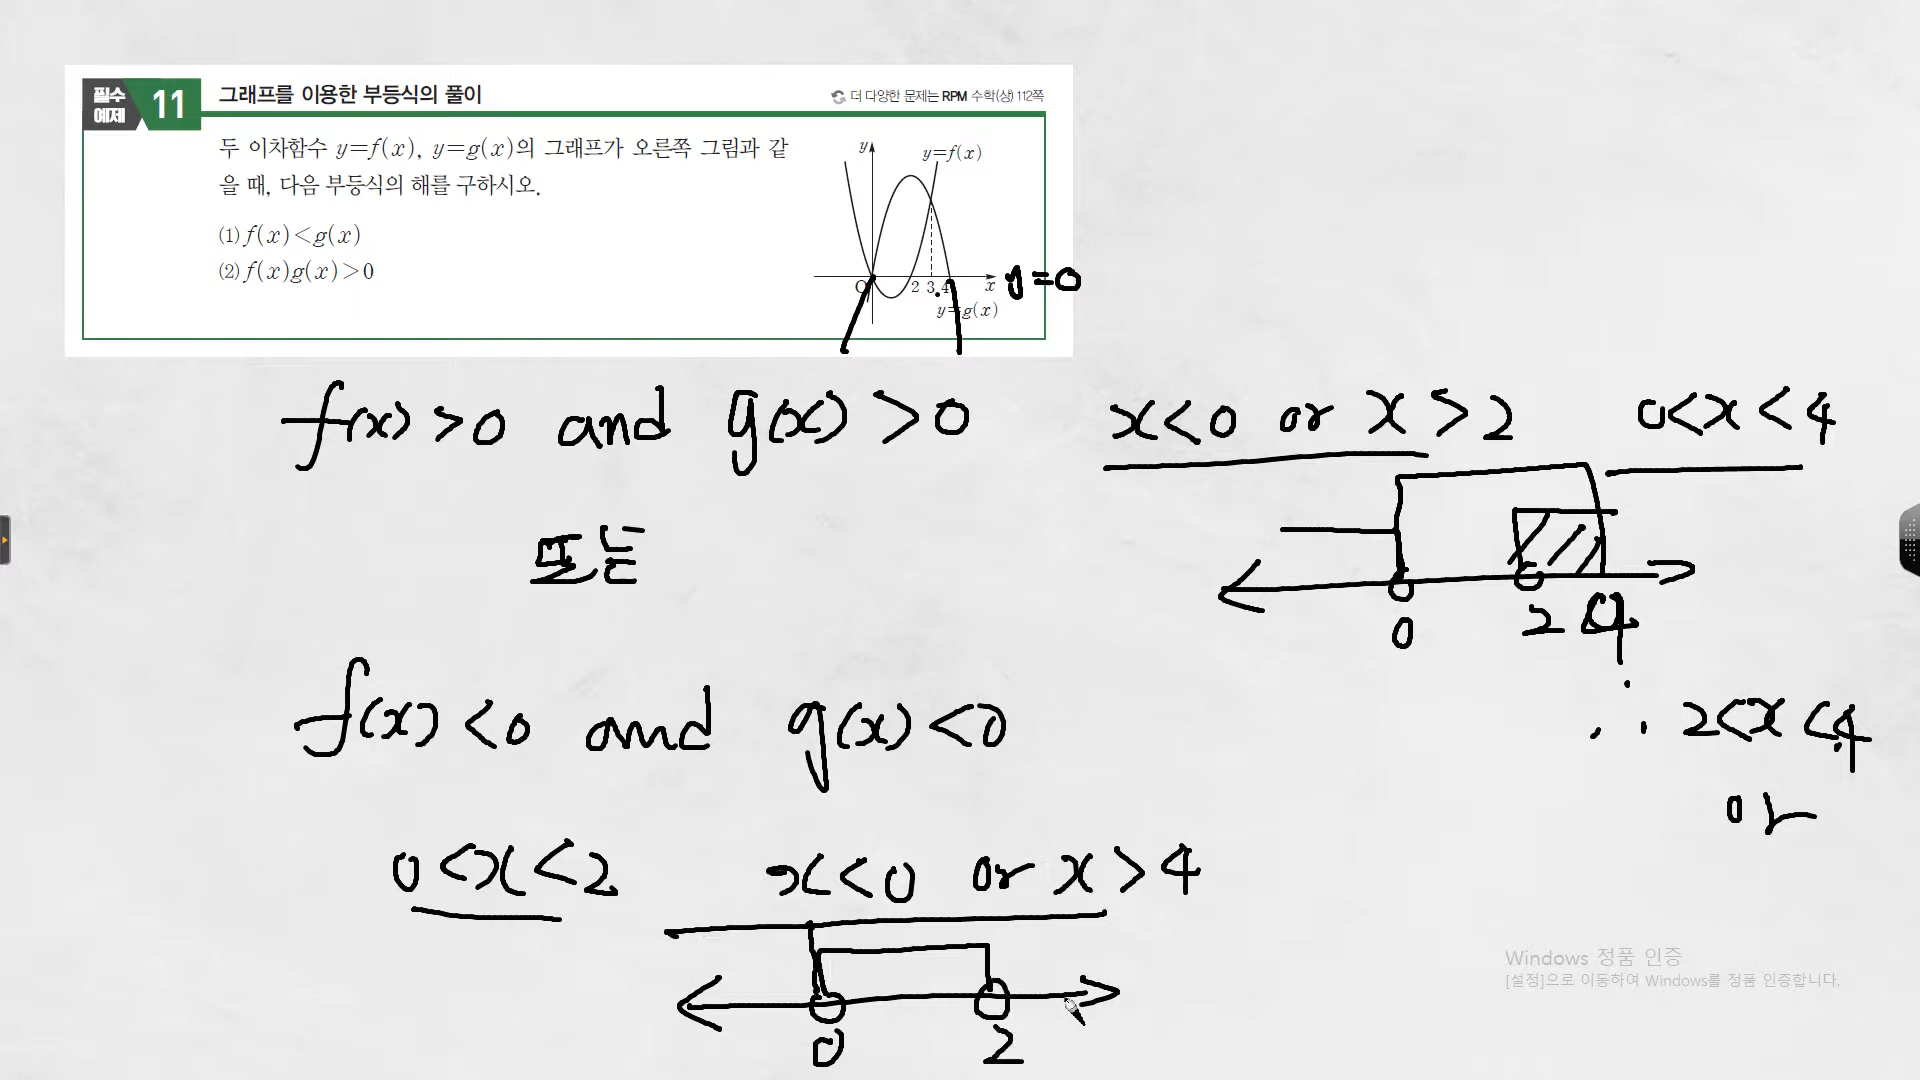 필수 예제 11 그래프를 이용한 부등식의 풀이 더 다양한 문제는 RPM 수학(상) 112쪽
두 이차함수 y=f(x), y=g(x)의 그래프가 오른쪽 그림과 같
을 때, 다음 부등식의 해를 구하시오.
(1) f(x)<g(x)
(2) f(x)g(x)>0
y
y=f(x)
O 2 3 4 x y=0
y=g(x)
f(x)>0 and g(x)>0 x<0 or x>2 0<x<4
또는
0 2 4
f(x)<0 and g(x)<0 ∴ 2<x<4
or
0<x<2 x<0 or x>4
0 2
Windows 정품 인증
[설정]으로 이동하여 Windows를 정품 인증합니다.